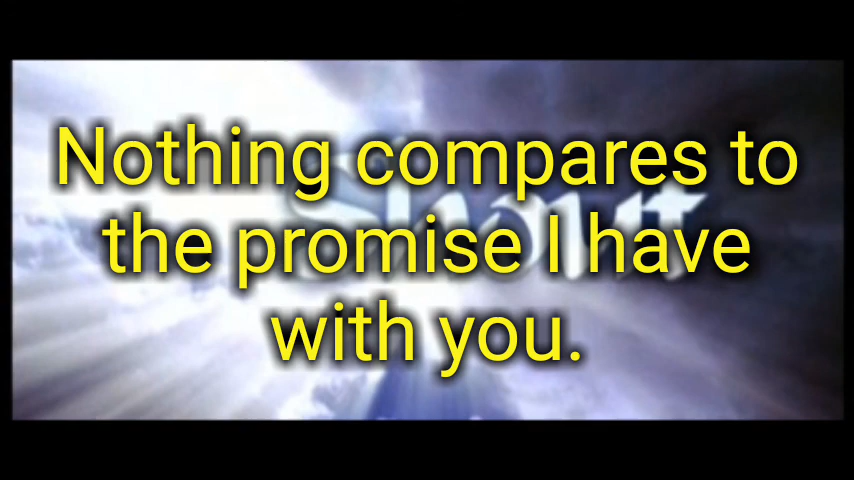 Nothing compares to
the promise I have
with you.